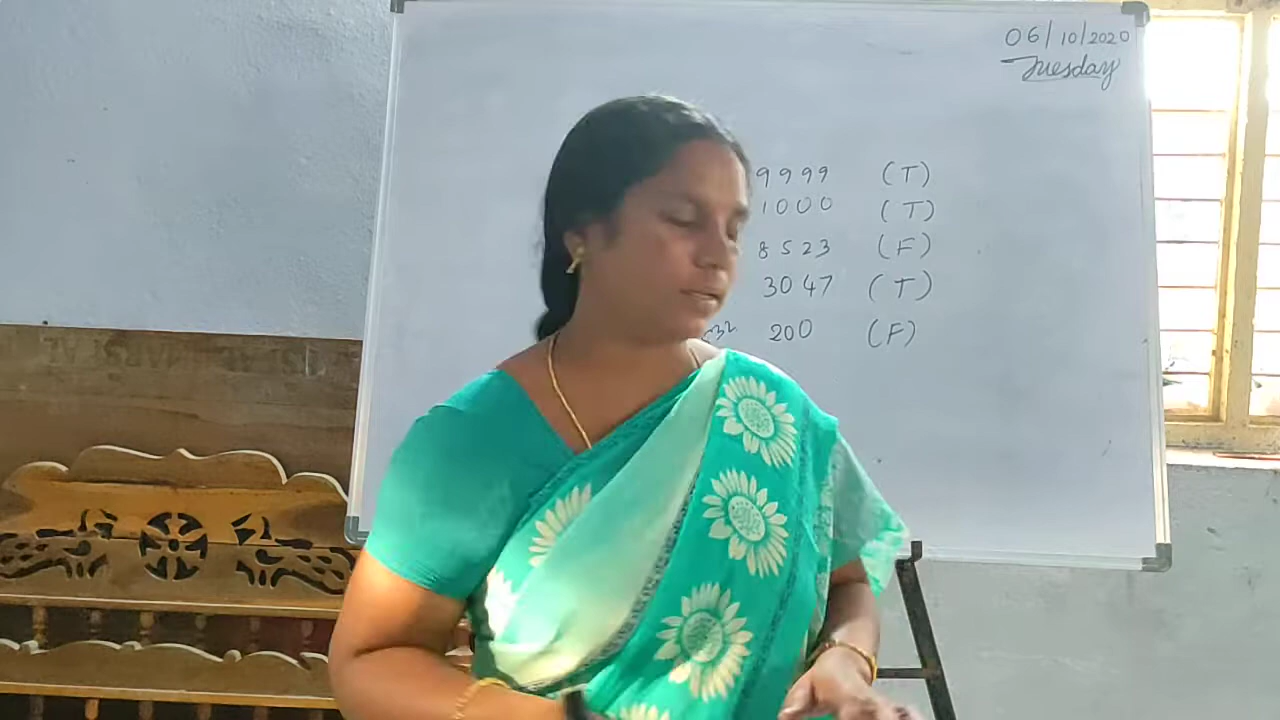 06/10/2020
Tuesday
9999 (T)
1000 (T)
8523 (F)
3047 (T)
200 (F)